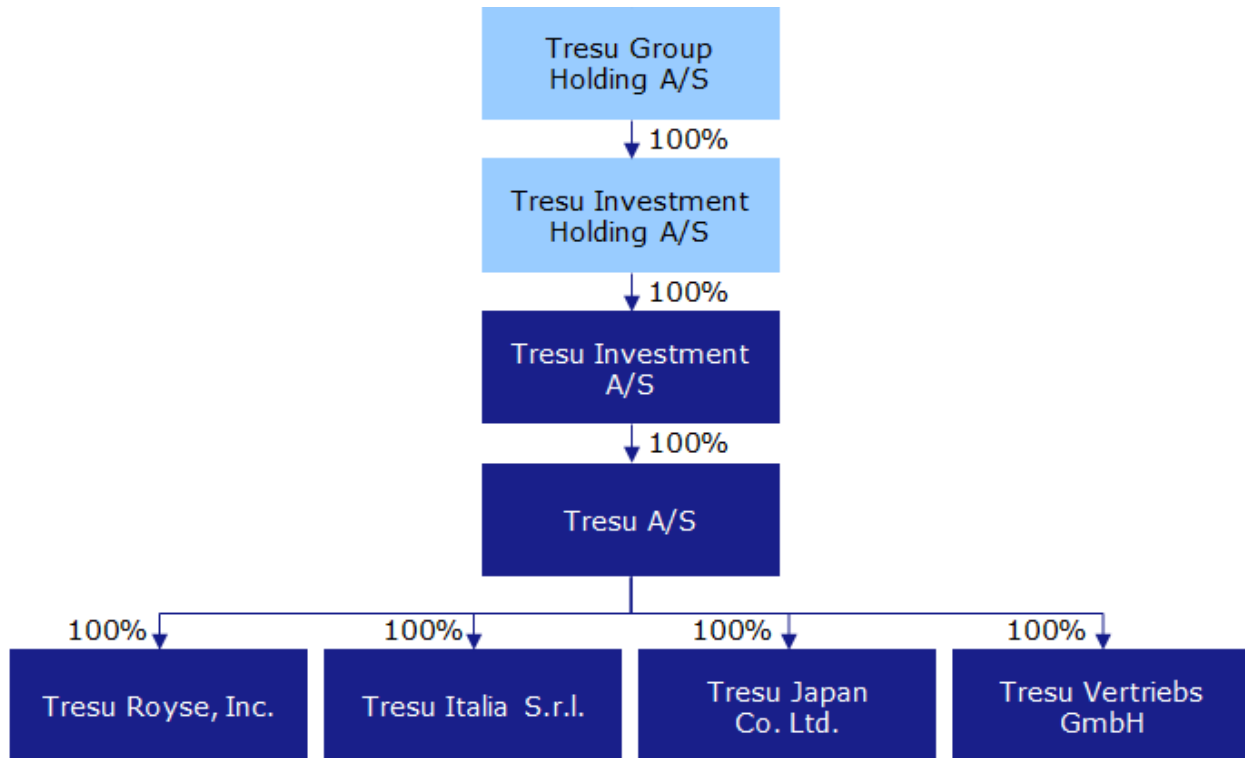 Tresu Group
Holding A/S
100%
Tresu Investment
Holding A/S
100%
Tresu Investment
A/S
100%
Tresu A/S
100%
100%
100%
100%
Tresu Royse, Inc.
Tresu Italia S.r.l.
Tresu Japan
Co. Ltd.
Tresu Vertriebs
GmbH